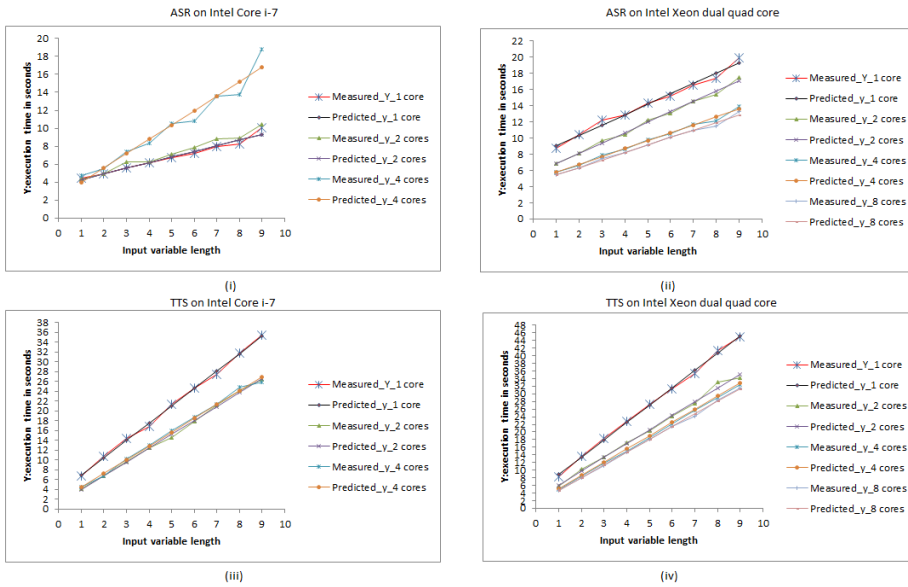 ASR on Intel Core i-7
Y:execution time in seconds
20
18
16
14
12
10
8
6
4
2
0
0 1 2 3 4 5 6 7 8 9 10
Input variable length
Measured_Y_1 core
Predicted_y_1 core
Measured_y_2 cores
Predicted_y_2 cores
Measured_y_4 cores
Predicted_y_4 cores
(i)
ASR on Intel Xeon dual quad core
Y:execution time in seconds
22
20
18
16
14
12
10
8
6
4
2
0
0 1 2 3 4 5 6 7 8 9 10
Input variable length
Measured_Y_1 core
Predicted_y_1 core
Measured_y_2 cores
Predicted_y_2 cores
Measured_y_4 cores
Predicted_y_4 cores
Measured_y_8 cores
Predicted_y_8 cores
(ii)
TTS on Intel Core i-7
Y:execution time in seconds
38
36
34
32
30
28
26
24
22
20
18
16
14
12
10
8
6
4
2
0
0 1 2 3 4 5 6 7 8 9 10
Input variable length
Measured_Y_1 core
Predicted_y_1 core
Measured_y_2 cores
Predicted_y_2 cores
Measured_y_4 cores
Predicted_y_4 cores
(iii)
TTS on Intel Xeon dual quad core
Y:execution time in seconds
48
46
44
42
40
38
36
34
32
30
28
26
24
22
20
18
16
14
12
10
8
6
4
2
0
0 1 2 3 4 5 6 7 8 9 10
Input variable length
Measured_Y_1 core
Predicted_y_1 core
Measured_y_2 cores
Predicted_y_2 cores
Measured_y_4 cores
Predicted_y_4 cores
Measured_y_8 cores
Predicted_y_8 cores
(iv)